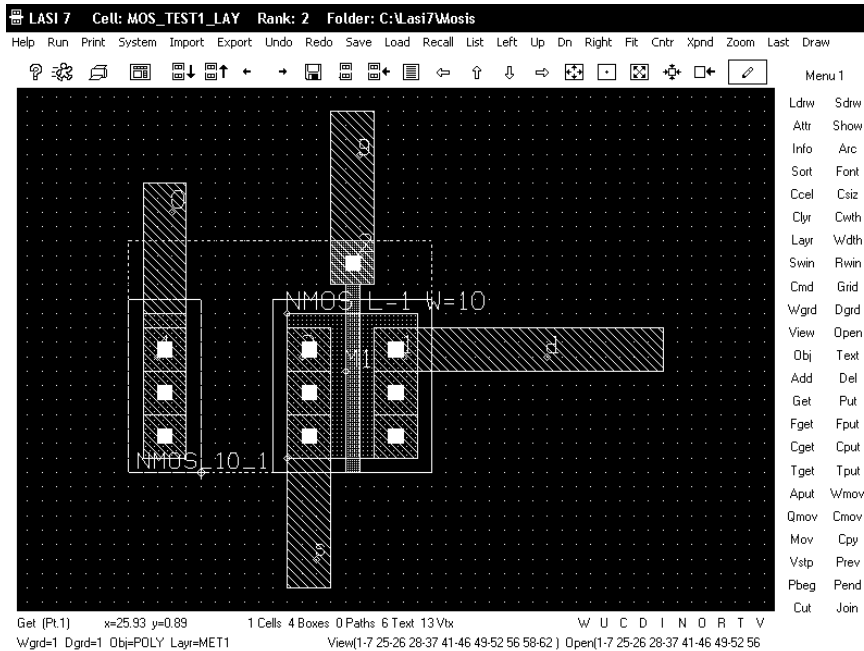 LASI 7 Cell: MOS_TEST1_LAY Rank: 2 Folder: C:\Lasi7\Mosis
Help Run Print System Import Export Undo Redo Save Load Recall List Left Up Dn Right Fit Cntr Xpnd Zoom Last Draw
Menu 1
Ldrw Sdrw
Attr Show
Info Arc
Sort Font
Ccel Csiz
Clyr Cwth
Layr Wdth
Swin Rwin
Cmd Grid
Wgrd Dgrd
View Open
Obj Text
Add Del
Get Put
Fget Fput
Cget Cput
Tget Tput
Aput Wmov
Qmov Cmov
Mov Cpy
Vstp Prev
Pbeg Pend
Cut Join
g
NMOS L=1 W=10
M1
d
NMOS_10_1
s
Get (Pt.1) x=25.93 y=0.89 1 Cells 4 Boxes 0 Paths 6 Text 13 Vtx W U C D I N O R T V
Wgrd=1 Dgrd=1 Obj=POLY Layr=MET1 View(1-7 25-26 28-37 41-46 49-52 56 58-62 ) Open(1-7 25-26 28-37 41-46 49-52 56